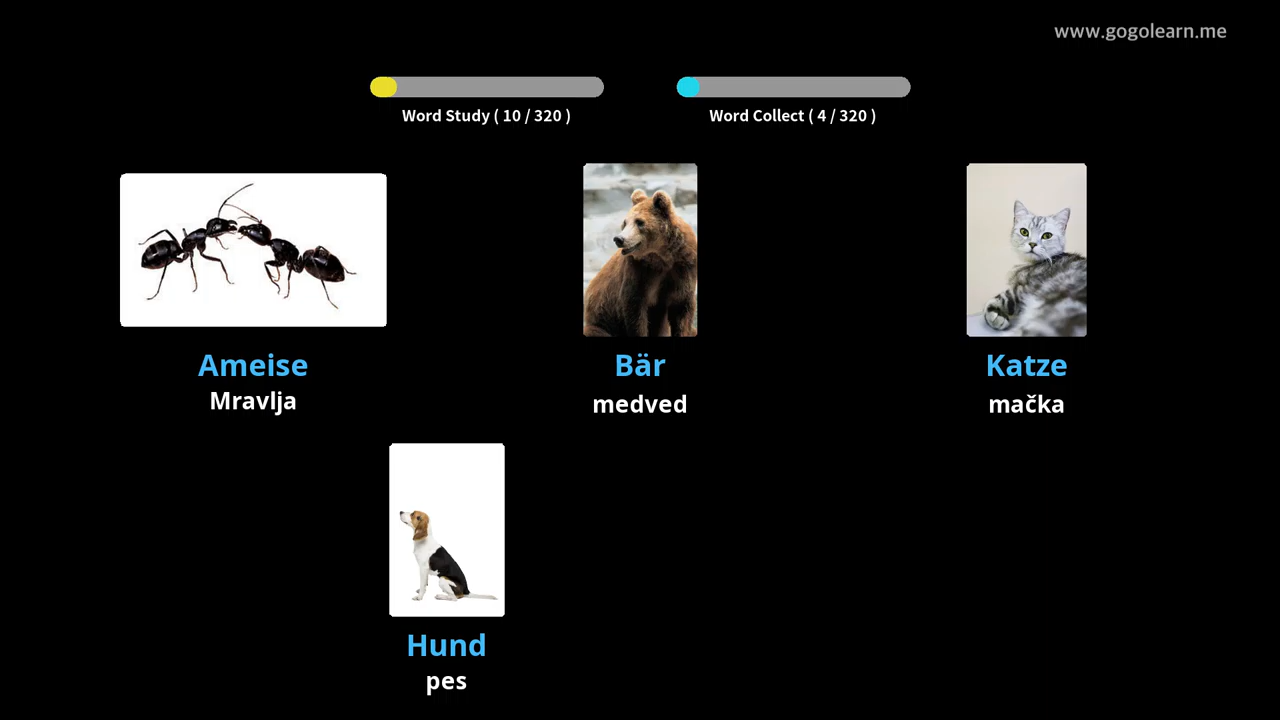 www.gogolearn.me
Word Study ( 10 / 320 )
Word Collect ( 4 / 320 )
Ameise
Mravlja
Bär
medved
Katze
mačka
Hund
pes